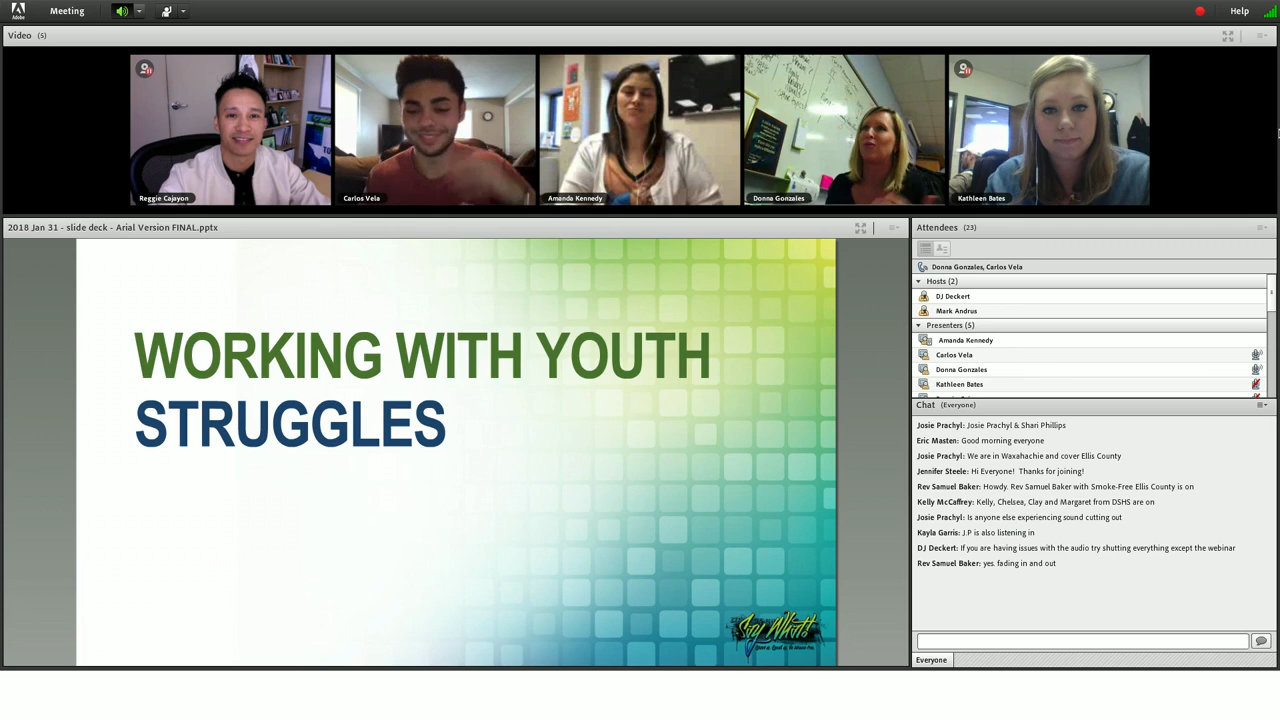 Adobe
Meeting
Help
Video (5)
Reggie Cajayon
Carlos Vela
Amanda Kennedy
Donna Gonzales
Kathleen Bates
2018 Jan 31 - slide deck - Arial Version FINAL.pptx
WORKING WITH YOUTH
STRUGGLES
Say What!
Attendees (23)
Donna Gonzales, Carlos Vela
Hosts (2)
DJ Deckert
Mark Andrus
Presenters (5)
Amanda Kennedy
Carlos Vela
Donna Gonzales
Kathleen Bates
Chat (Everyone)
Josie Prachyl: Josie Prachyl & Shari Phillips
Eric Masten: Good morning everyone
Josie Prachyl: We are in Waxahachie and cover Ellis County
Jennifer Steele: Hi Everyone! Thanks for joining!
Rev Samuel Baker: Howdy. Rev Samuel Baker with Smoke-Free Ellis County is on
Kelly McCaffrey: Kelly, Chelsea, Clay and Margaret from DSHS are on
Josie Prachyl: Is anyone else experiencing sound cutting out
Kayla Garris: J.P is also listening in
DJ Deckert: If you are having issues with the audio try shutting everything except the webinar
Rev Samuel Baker: yes. fading in and out
Everyone